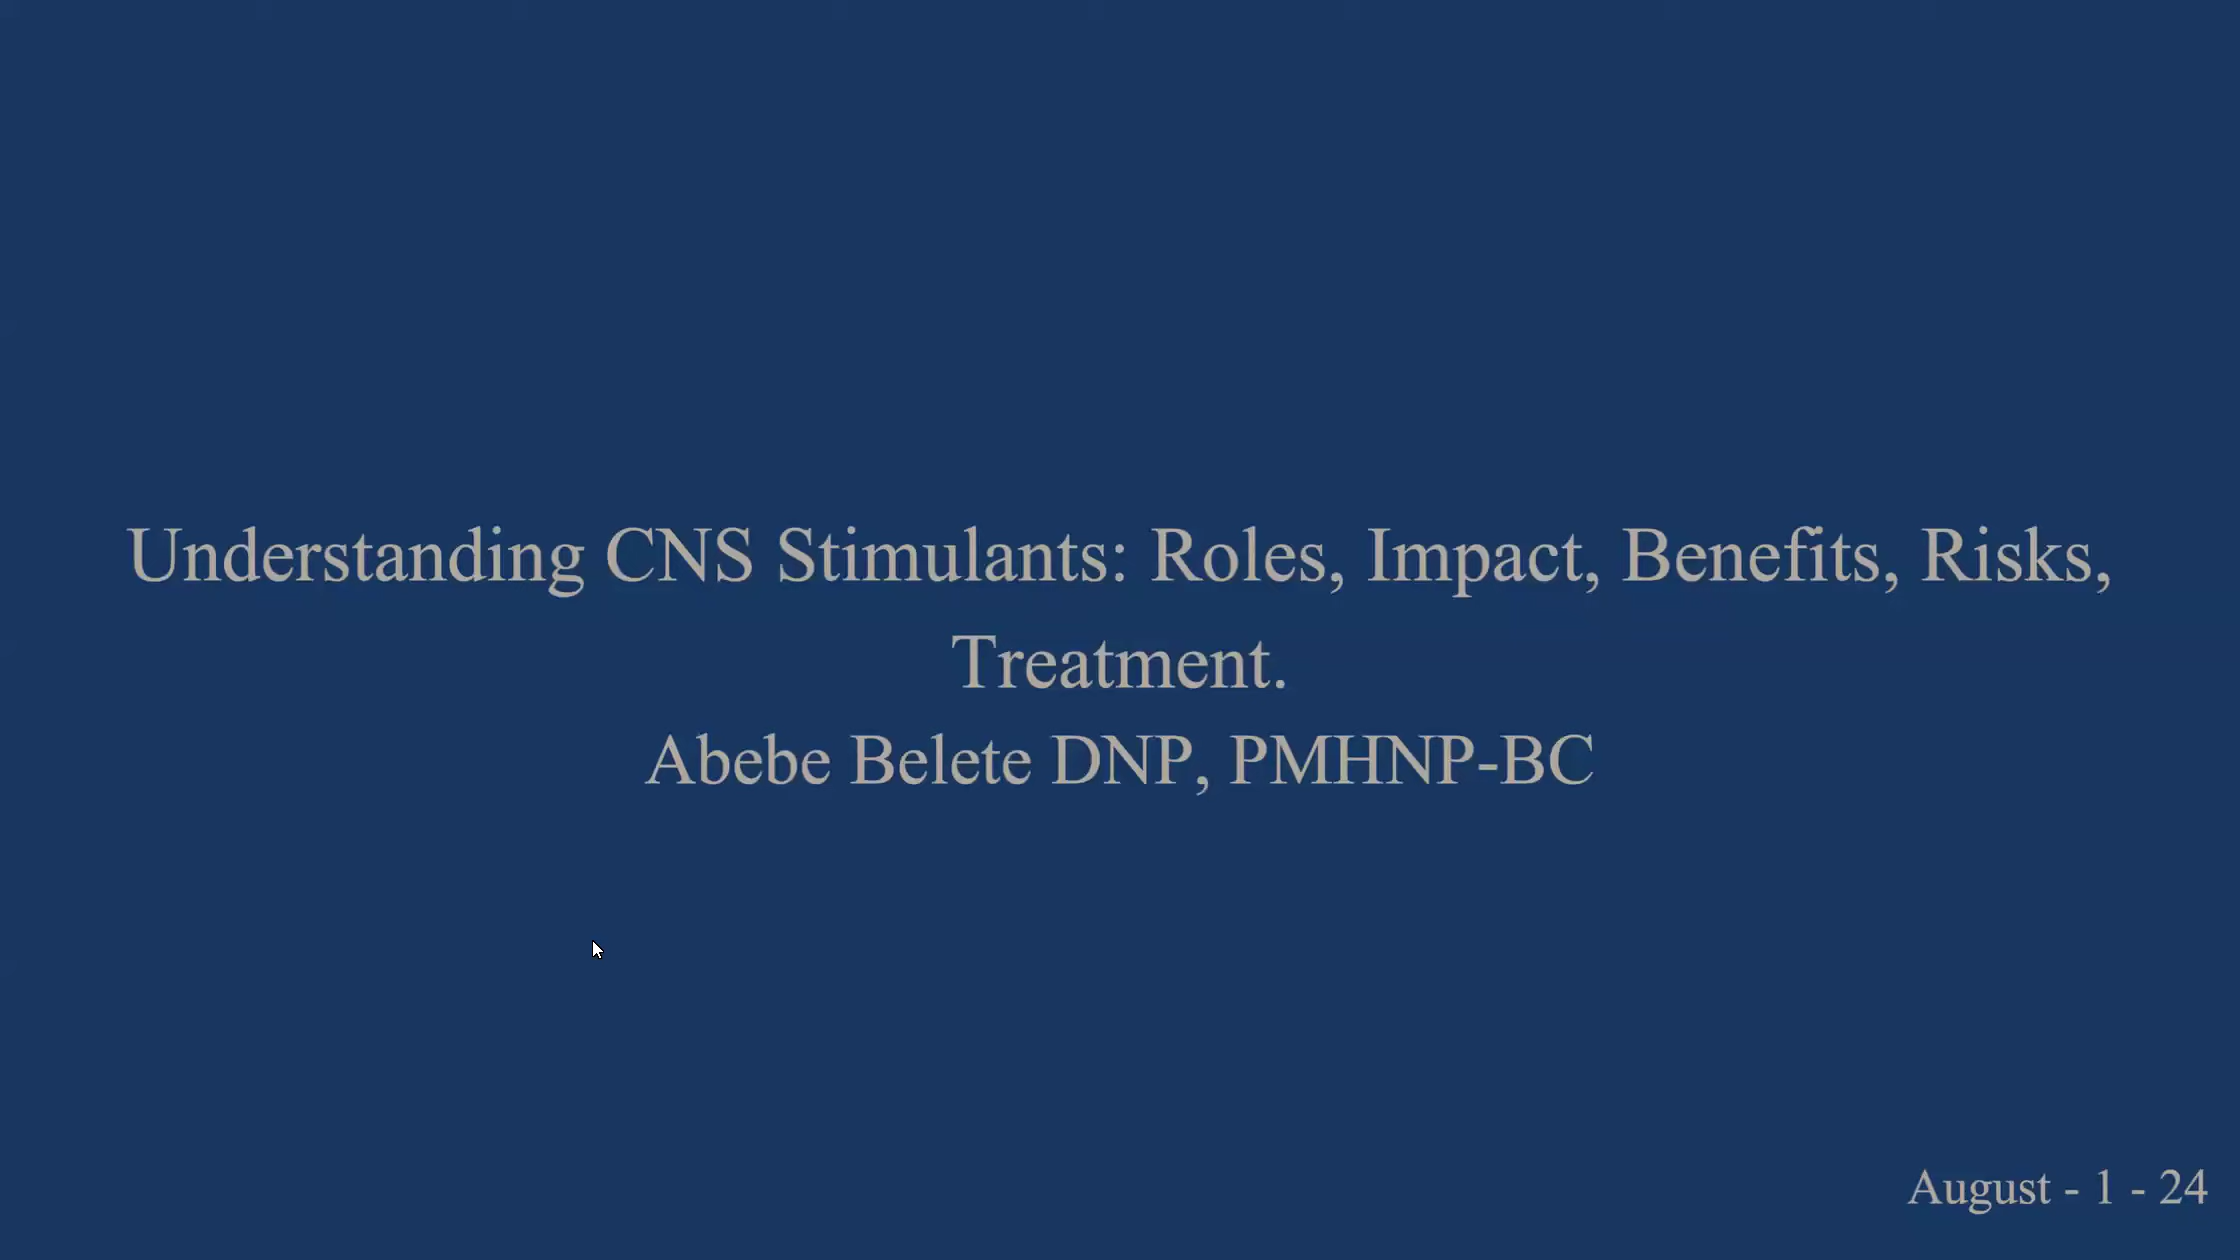 Understanding CNS Stimulants: Roles, Impact, Benefits, Risks,
Treatment.
Abebe Belete DNP, PMHNP-BC
August - 1 - 24